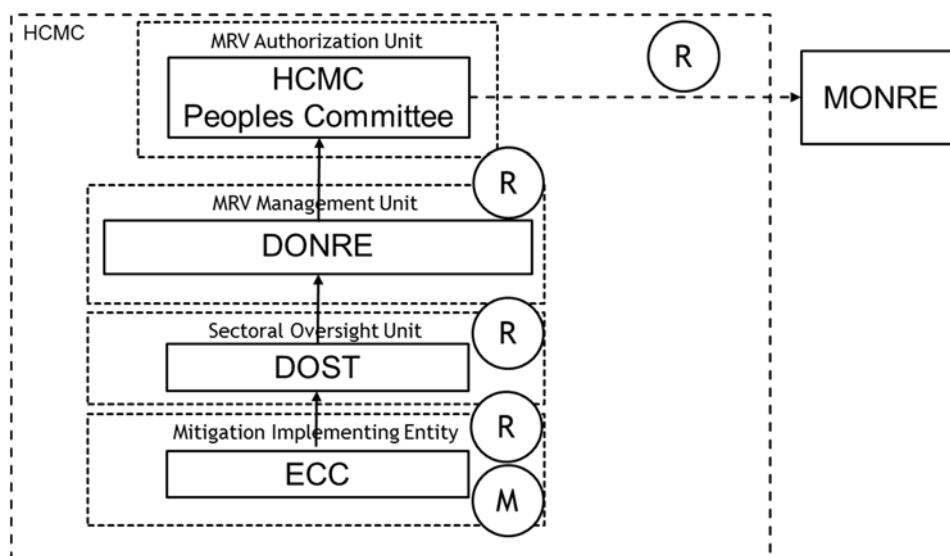 HCMC
MRV Authorization Unit
HCMC
Peoples Committee
R
MONRE
R
MRV Management Unit
DONRE
Sectoral Oversight Unit
R
DOST
Mitigation Implementing Entity
R
ECC
M